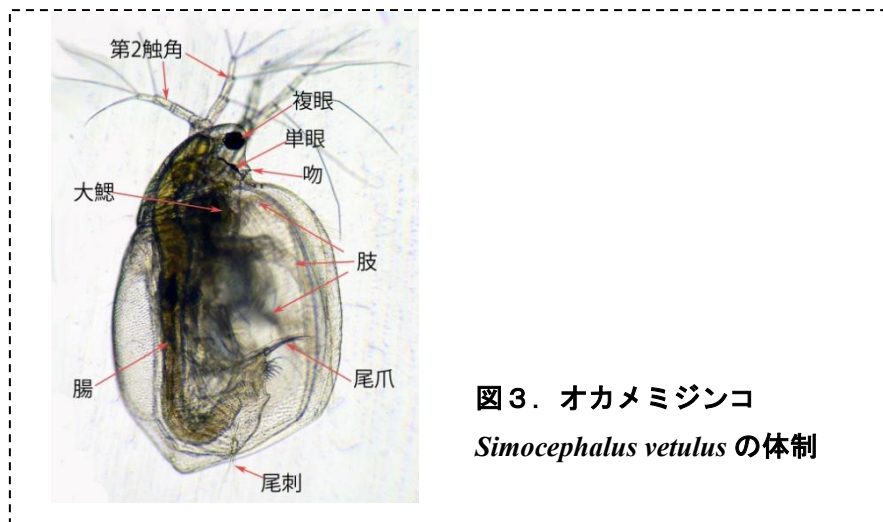 第2触角
複眼
単眼
吻
大鰓
肢
腸
尾爪
尾刺
図３．オカメミジンコ
Simocephalus vetulus の体制